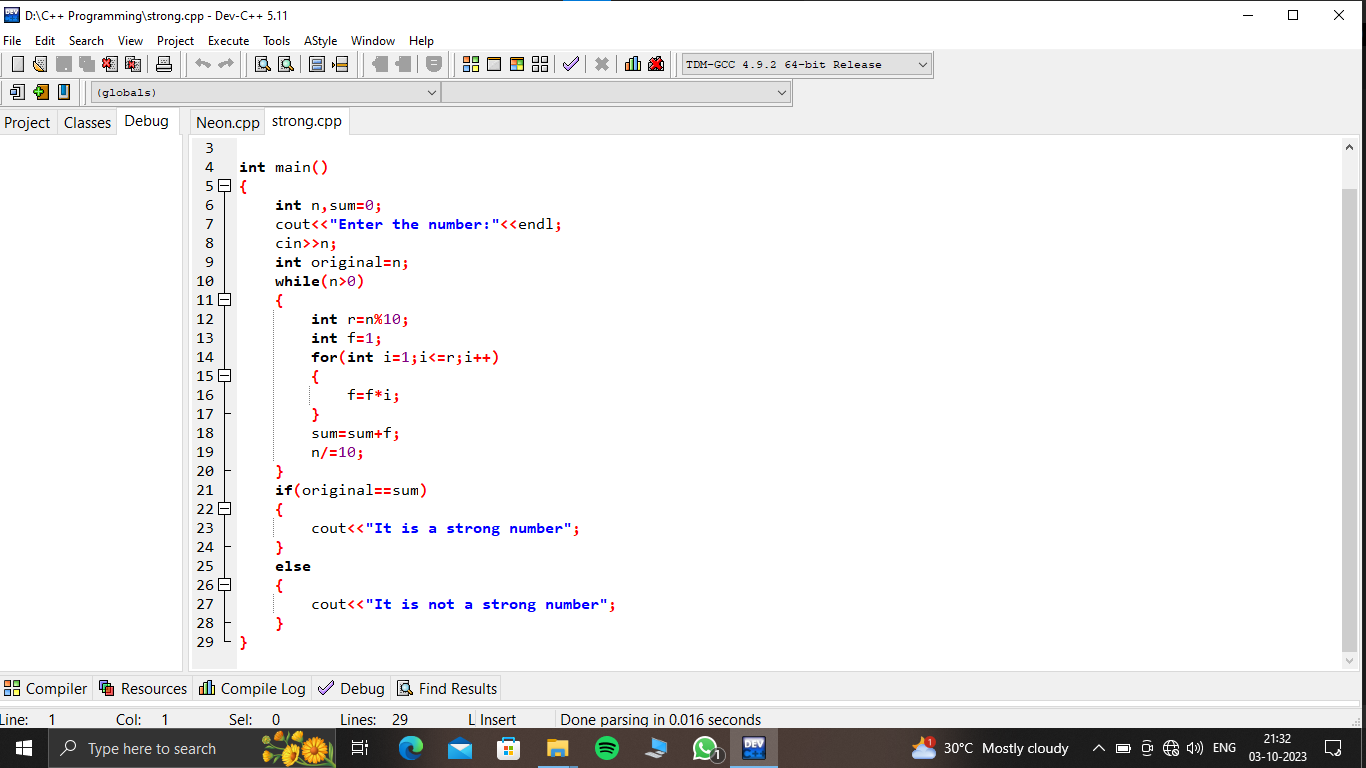 D:\C++ Programming\strong.cpp - Dev-C++ 5.11
File Edit Search View Project Execute Tools AStyle Window Help
TDM-GCC 4.9.2 64-bit Release
(globals)
Project Classes Debug Neon.cpp strong.cpp
3
4 int main()
5 {
6 int n,sum=0;
7 cout<<"Enter the number:"<<endl;
8 cin>>n;
9 int original=n;
10 while(n>0)
11 {
12 int r=n%10;
13 int f=1;
14 for(int i=1;i<=r;i++)
15 {
16 f=f*i;
17 }
18 sum=sum+f;
19 n/=10;
20 }
21 if(original==sum)
22 {
23 cout<<"It is a strong number";
24 }
25 else
26 {
27 cout<<"It is not a strong number";
28 }
29 }
Compiler Resources Compile Log Debug Find Results
Line: 1 Col: 1 Sel: 0 Lines: 29 L Insert Done parsing in 0.016 seconds
Type here to search 1 DEV 1 30°C Mostly cloudy ENG 21:32
03-10-2023